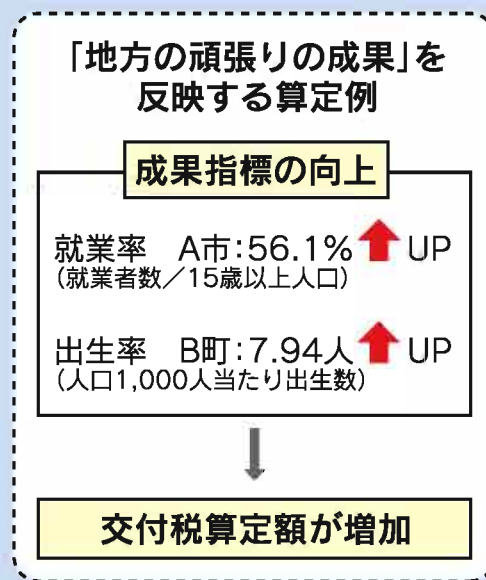 「地方の頑張りの成果」を
反映する算定例
成果指標の向上
就業率　A市:56.1% UP
(就業者数／15歳以上人口)
出生率　B町:7.94人 UP
(人口1,000人当たり出生数)
交付税算定額が増加